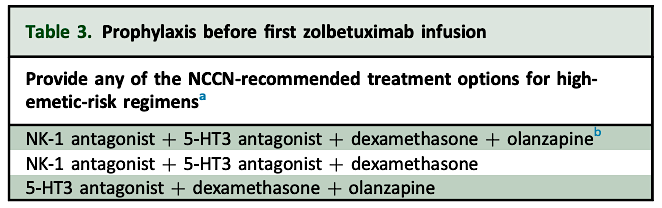 Table 3. Prophylaxis before first zolbetuximab infusion
Provide any of the NCCN-recommended treatment options for high-
emetic-risk regimensa
NK-1 antagonist + 5-HT3 antagonist + dexamethasone + olanzapineb
NK-1 antagonist + 5-HT3 antagonist + dexamethasone
5-HT3 antagonist + dexamethasone + olanzapine